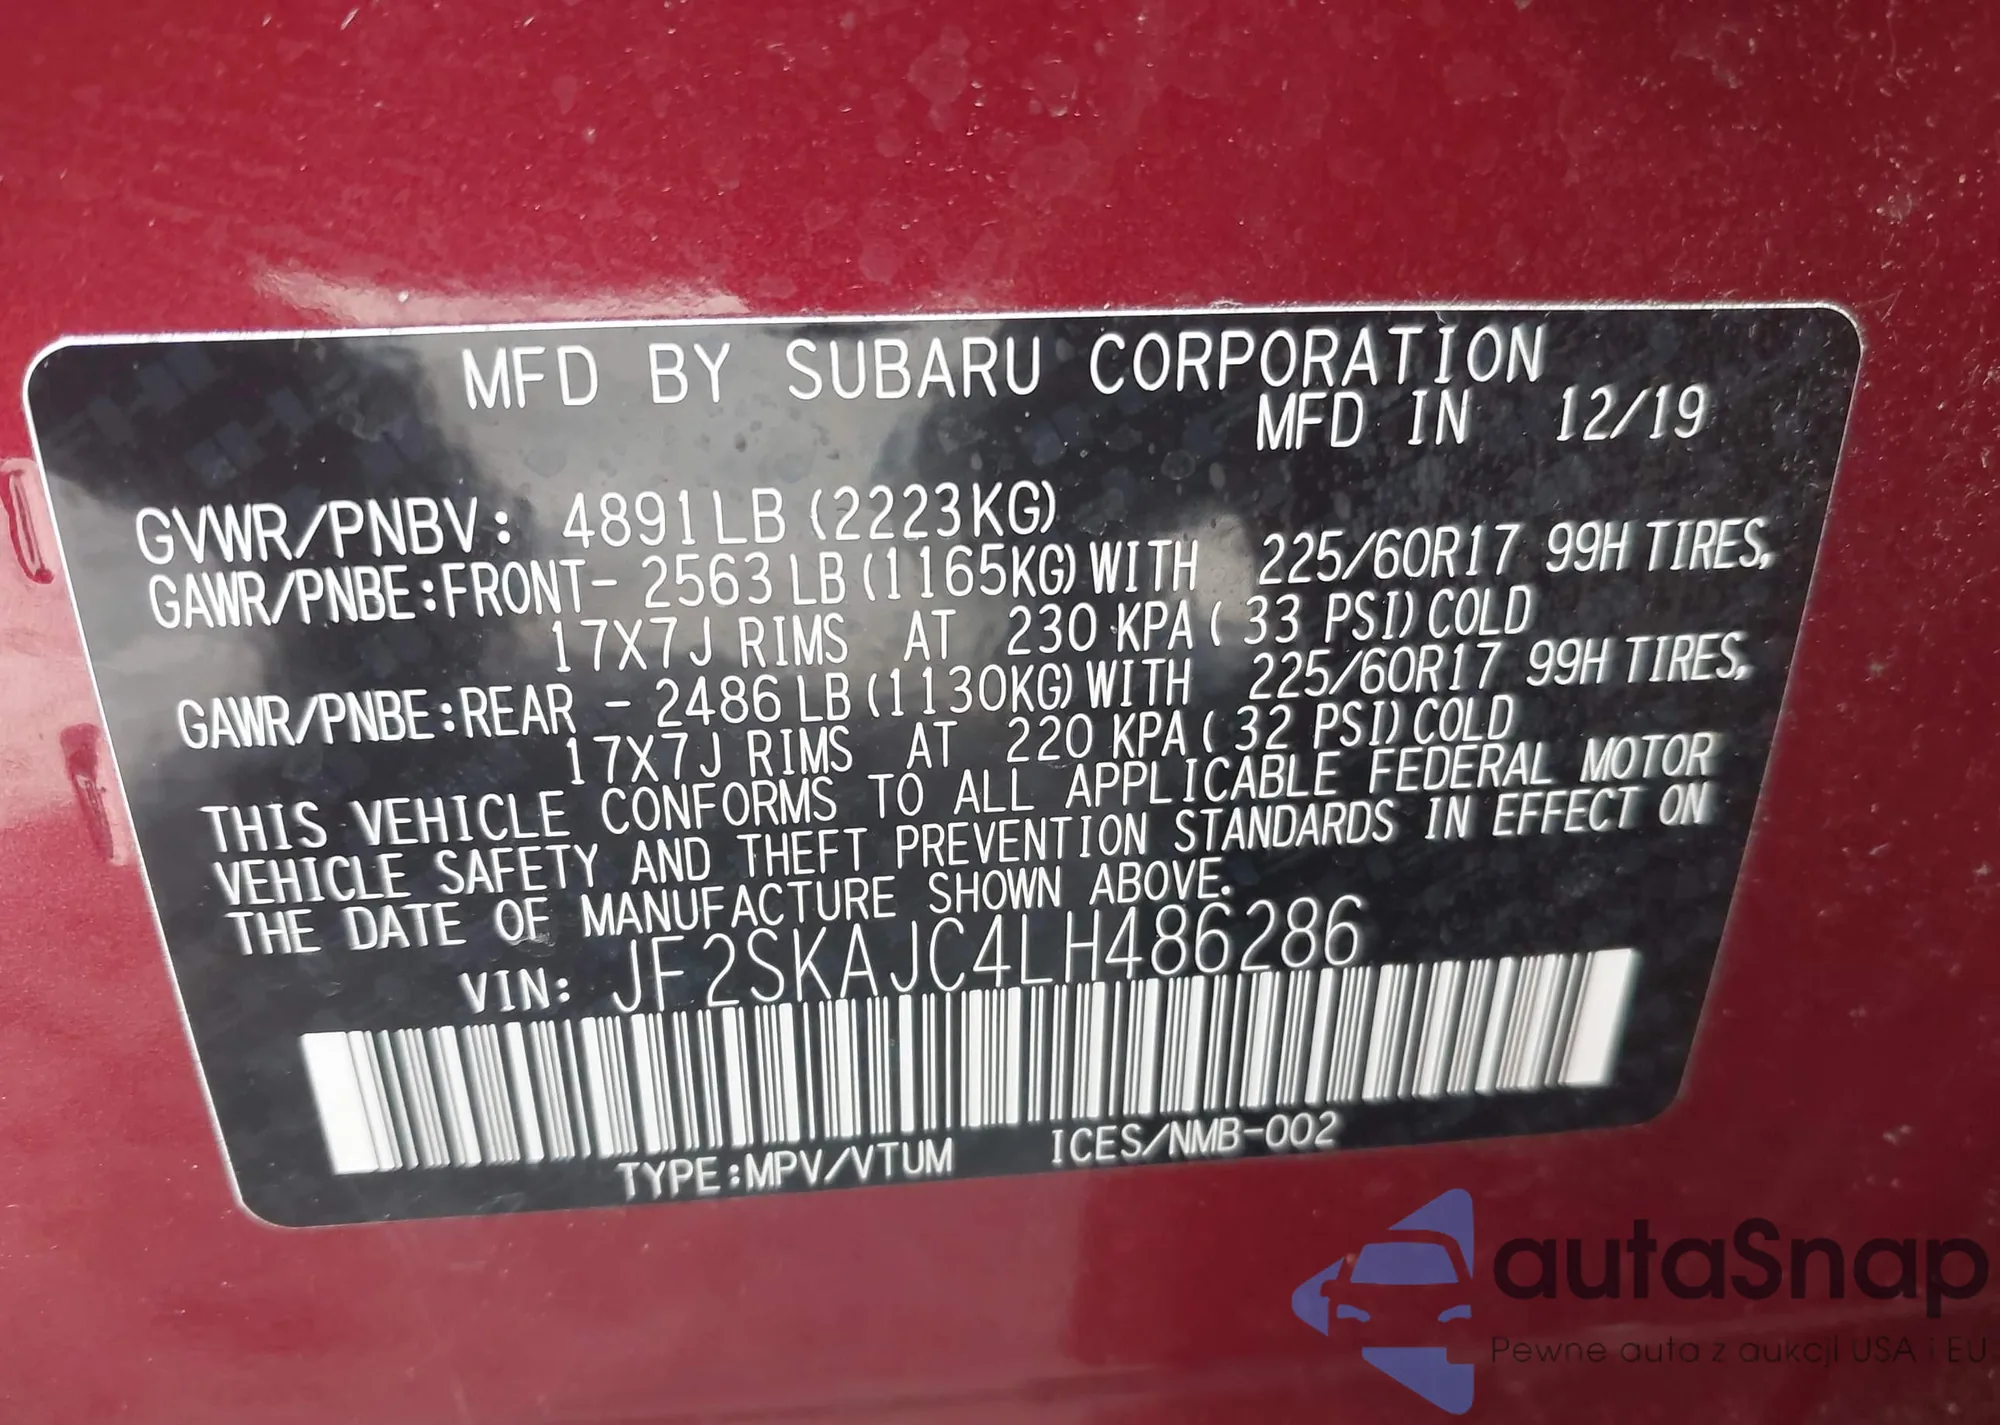 MFD BY SUBARU CORPORATION
MFD IN 12/19
GVWR/PNBV: 4891LB (2223KG)
GAWR/PNBE:FRONT- 2563 LB (1165KG) WITH 225/60R17 99H TIRES,
17X7J RIMS AT 230 KPA ( 33 PSI) COLD
GAWR/PNBE:REAR - 2486 LB (1130KG) WITH 225/60R17 99H TIRES,
17X7J RIMS AT 220 KPA ( 32 PSI) COLD
THIS VEHICLE CONFORMS TO ALL APPLICABLE FEDERAL MOTOR
VEHICLE SAFETY AND THEFT PREVENTION STANDARDS IN EFFECT ON
THE DATE OF MANUFACTURE SHOWN ABOVE.
VIN: JF2SKAJC4LH486286
TYPE:MPV/VTUM ICES/NMB-002
autaSnap
Pewne auta z aukcji USA i EU